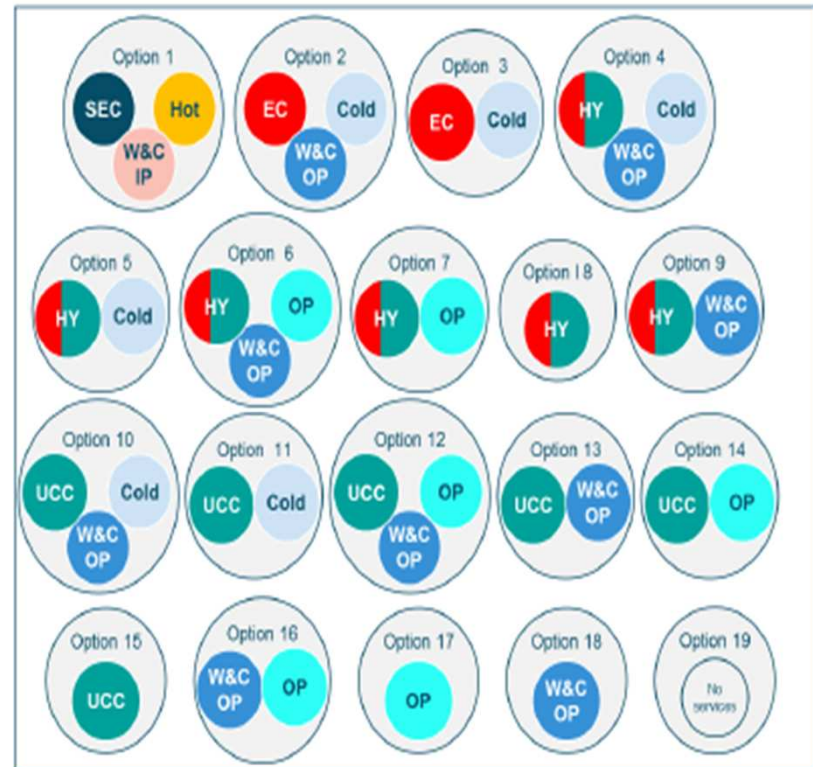 Option 1
SEC
Hot
W&C
IP
Option 2
EC
Cold
W&C
OP
Option 3
EC
Cold
Option 4
HY
Cold
W&C
OP
Option 5
HY
Cold
Option 6
HY
OP
W&C
OP
Option 7
HY
OP
Option I 8
HY
Option 9
HY
W&C
OP
Option 10
UCC
Cold
W&C
OP
Option 11
UCC
Cold
Option 12
UCC
OP
W&C
OP
Option 13
UCC
W&C
OP
Option 14
UCC
OP
Option 15
UCC
Option 16
W&C
OP
OP
Option 17
OP
Option 18
W&C
OP
Option 19
No
services